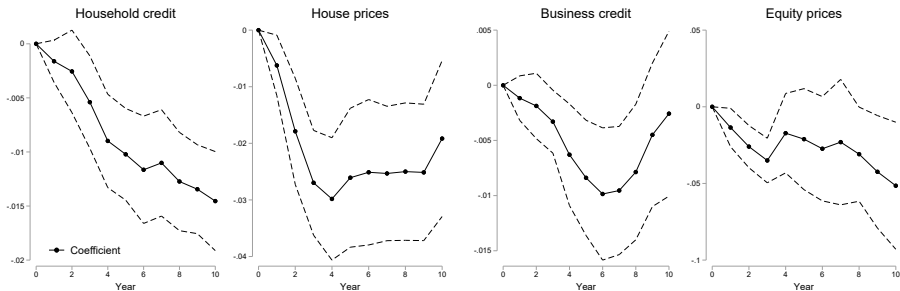 Household credit
0
-.005
-.01
-.015
-.02
Coefficient
0 2 4 6 8 10
Year
House prices
0
-.01
-.02
-.03
-.04
0 2 4 6 8 10
Year
Business credit
.005
0
-.005
-.01
-.015
0 2 4 6 8 10
Year
Equity prices
.05
0
-.05
-.1
0 2 4 6 8 10
Year